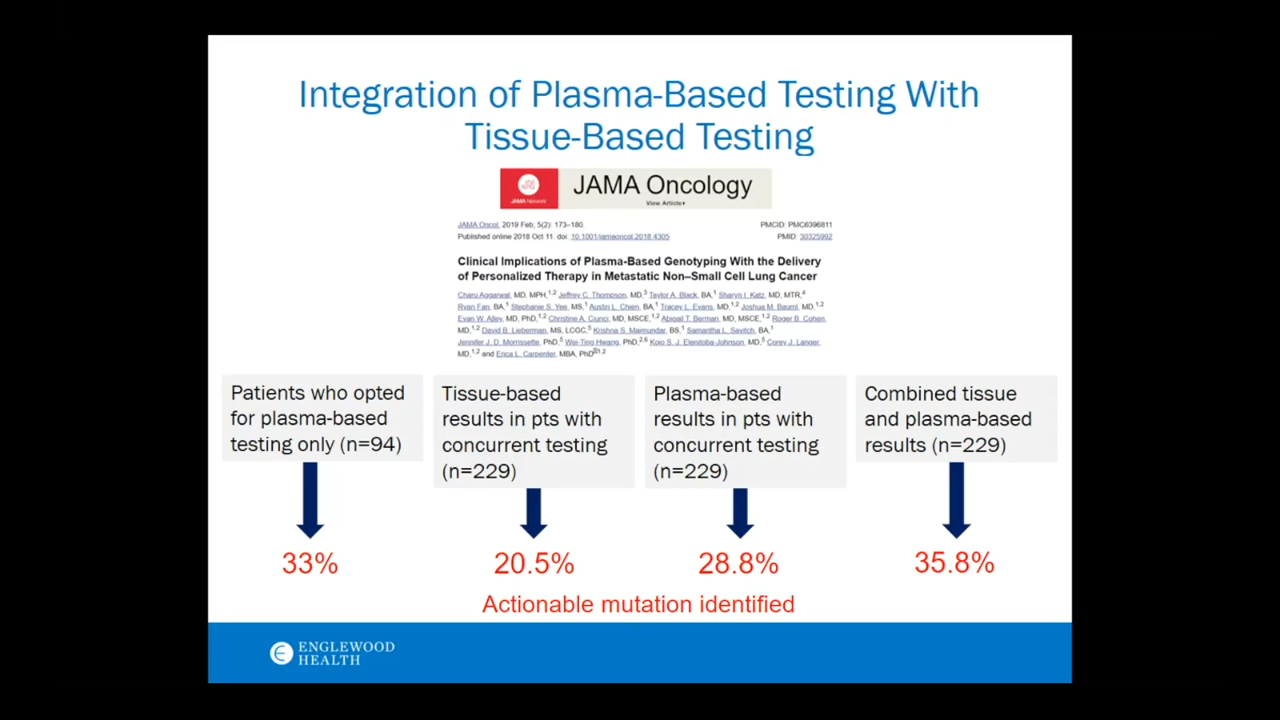 Integration of Plasma-Based Testing With
Tissue-Based Testing
JAMA Network
JAMA Oncology
View Article▸
JAMA Oncol. 2019 Feb; 5(2): 173–180.
PMCID: PMC6396811
Published online 2018 Oct 11. doi: 10.1001/jamaoncol.2018.4305
PMID: 30325992
Clinical Implications of Plasma-Based Genotyping With the Delivery
of Personalized Therapy in Metastatic Non–Small Cell Lung Cancer
Charu Aggarwal, MD, MPH,1,2 Jeffrey C. Thompson, MD,3 Taylor A. Black, BA,1 Sharyn I. Katz, MD, MTR,4
Ryan Fan, BA,1 Stephanie S. Yee, MS,1 Austin L. Chien, BA,1 Tracey L. Evans, MD,1,2 Joshua M. Bauml, MD,1,2
Evan W. Alley, MD, PhD,1,2 Christine A. Ciunci, MD, MSCE,1,2 Abigail T. Berman, MD, MSCE,1,2 Roger B. Cohen,
MD,1,2 David B. Lieberman, MS, LCGC,5 Krishna S. Majmundar, BS,1 Samantha L. Savitch, BA,1
Jennifer J. D. Morrissette, PhD,5 Wei-Ting Hwang, PhD,2,6 Kojo S. J. Elenitoba-Johnson, MD,5 Corey J. Langer,
MD,1,2 and Erica L. Carpenter, MBA, PhD1,2
Patients who opted
for plasma-based
testing only (n=94)
33%
Tissue-based
results in pts with
concurrent testing
(n=229)
20.5%
Plasma-based
results in pts with
concurrent testing
(n=229)
28.8%
Combined tissue
and plasma-based
results (n=229)
35.8%
Actionable mutation identified
ENGLEWOOD
HEALTH